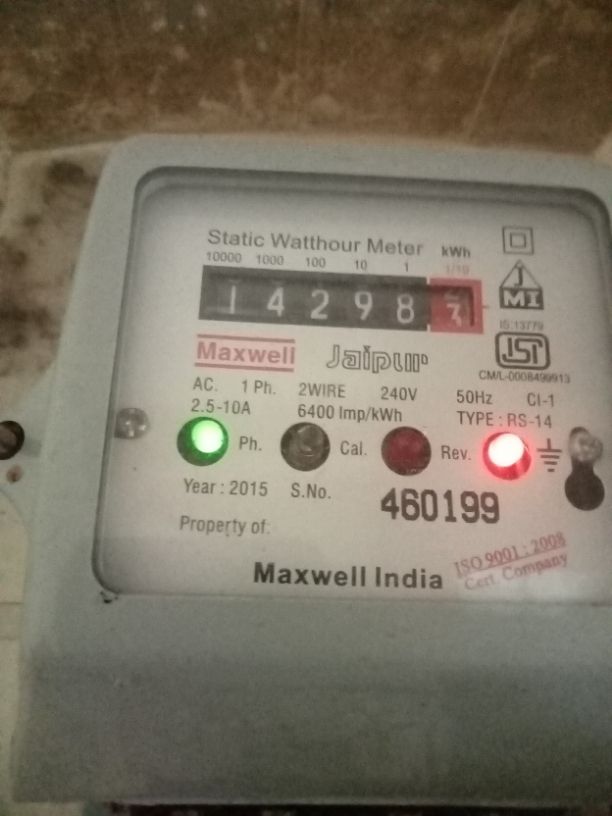 Static Watthour Meter kWh
10000 1000 100 10 1 1/10
1 4 2 9 8
J
MI
IS:13779
Maxwell Jaipur
ISI
CM/L-0008499913
AC. 1 Ph. 2WIRE 240V 50Hz Cl-1
2.5-10A 6400 Imp/kWh TYPE : RS-14
Ph. Cal. Rev.
Year : 2015 S.No. 460199
Property of:
Maxwell India
ISO 9001 : 2008
Cert. Company